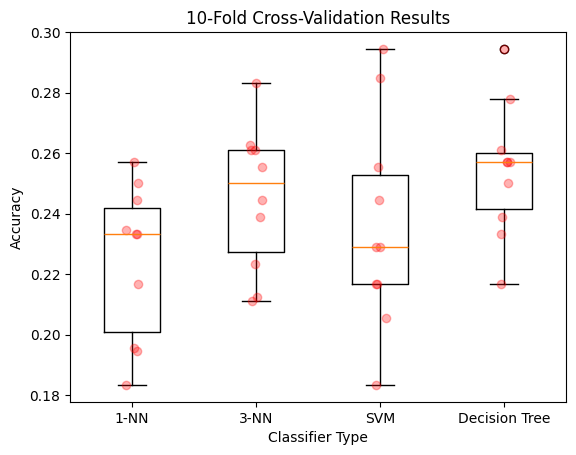 10-Fold Cross-Validation Results
0.30
0.28
0.26
0.24
0.22
0.20
0.18
Accuracy
1-NN 3-NN SVM Decision Tree
Classifier Type